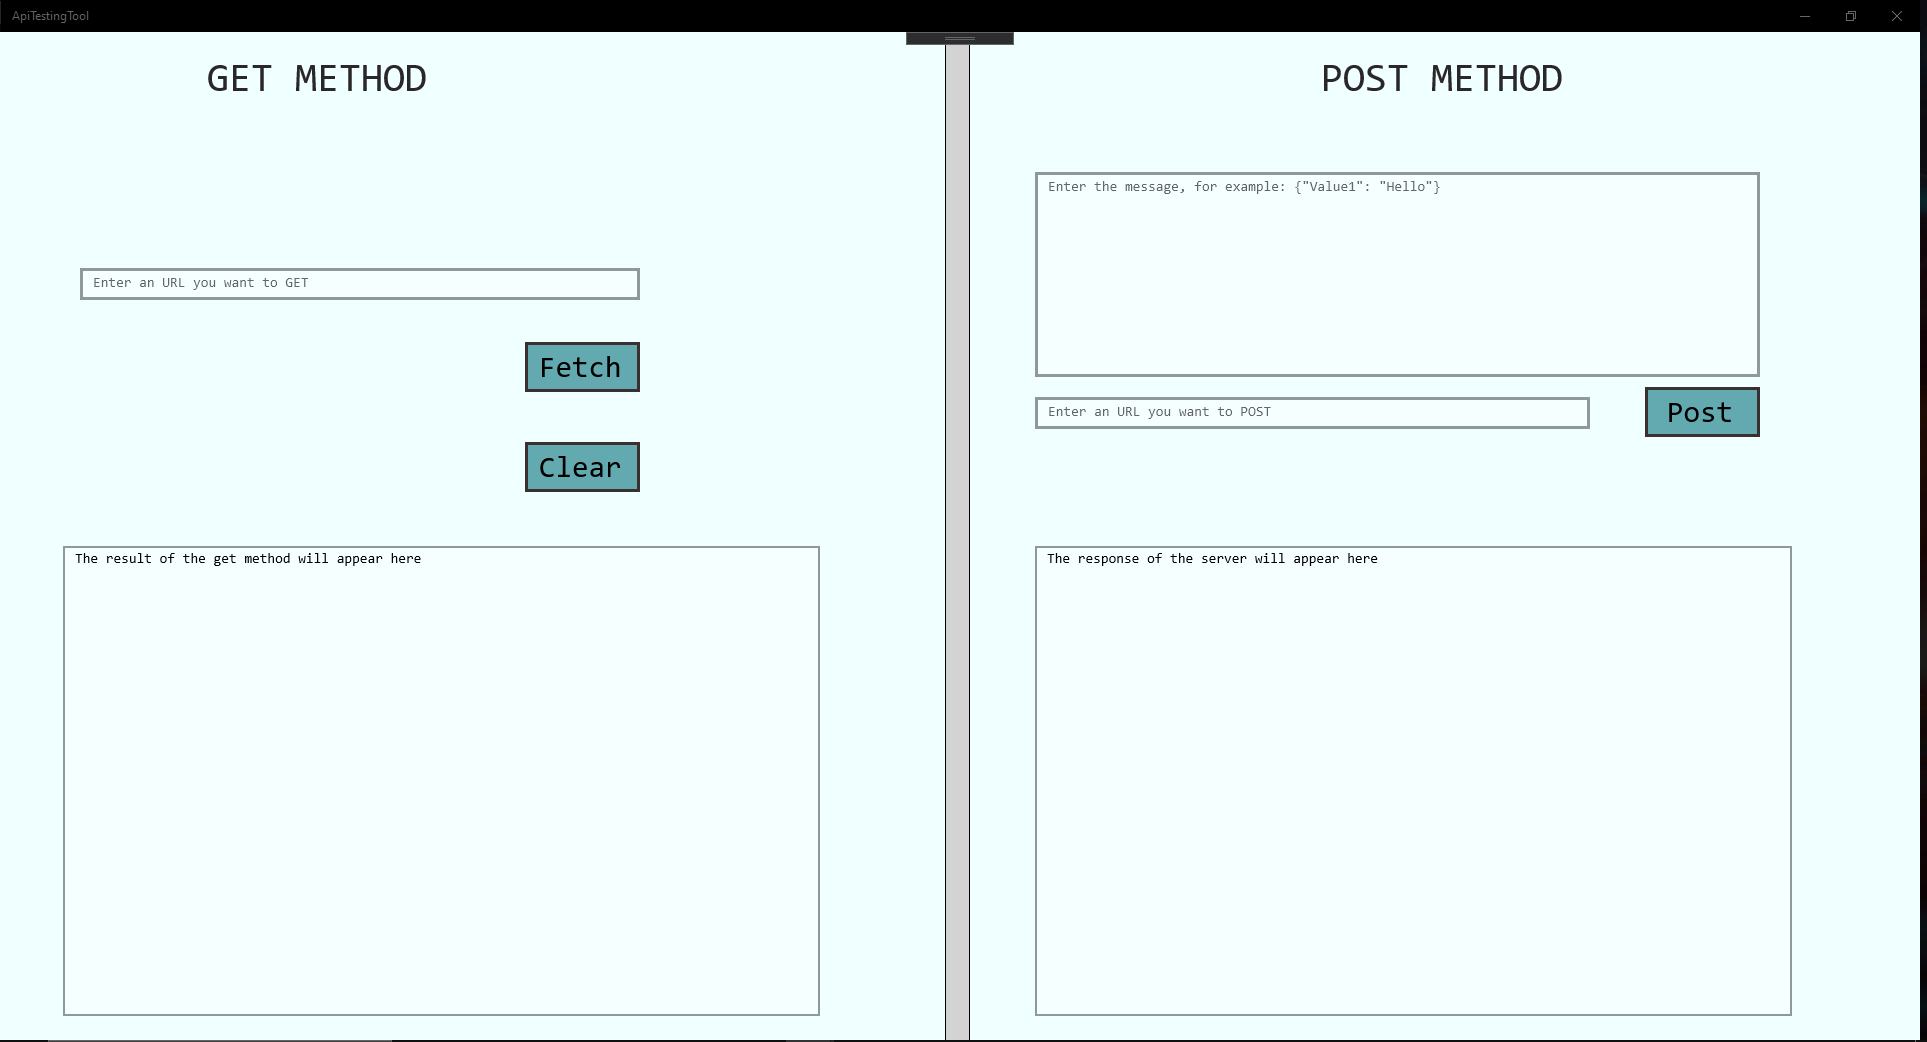 ApiTestingTool
GET METHOD
Enter an URL you want to GET
Fetch
Clear
The result of the get method will appear here
POST METHOD
Enter the message, for example: {"Value1": "Hello"}
Enter an URL you want to POST
Post
The response of the server will appear here